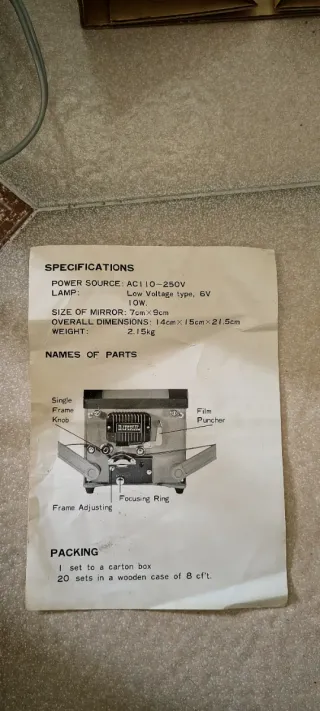 SPECIFICATIONS
POWER SOURCE: AC110-250V
LAMP: Low Voltage type, 6V
10W.
SIZE OF MIRROR: 7cm×9cm
OVERALL DIMENSIONS: 14cm×15cm×21.5cm
WEIGHT: 2.15kg
NAMES OF PARTS
Single
Frame
Knob
Film
Puncher
Focusing Ring
Frame Adjusting
PACKING
1 set to a carton box
20 sets in a wooden case of 8 cf't.